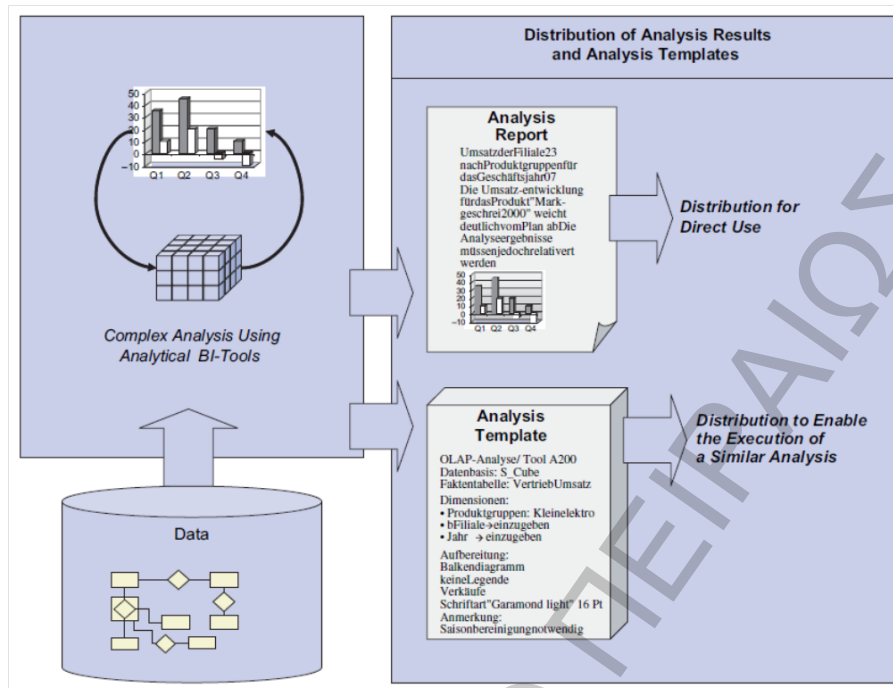 50
40
30
20
10
0
–10
Q1 Q2 Q3 Q4
Complex Analysis Using
Analytical BI-Tools
Data
Distribution of Analysis Results
and Analysis Templates
Analysis
Report
UmsatzderFiliale23
nachProduktgruppenfür
dasGeschäftsjahr07
Die Umsatz-entwicklung
fürdasProdukt"Mark-
geschrei2000" weicht
deutlichvomPlan abDie
Analyseergebnisse
müssenjedochrelativert
werden
50
40
30
20
10
0
–10
Q1 Q2 Q3 Q4
Distribution for
Direct Use
Analysis
Template
OLAP-Analyse/ Tool A200
Datenbasis: S_Cube
Faktentabelle: VertriebUmsatz
Dimensionen:
• Produktgruppen: Kleinelektro
• bFiliale→einzugeben
• Jahr → einzugeben
Aufbereitung:
Balkendiagramm
keineLegende
Verkäufe
Schriftart"Garamond light" 16 Pt
Anmerkung:
Saisonbereinigungnotwendig
Distribution to Enable
the Execution of
a Similar Analysis
ΠΕΙΡΑΙΩΣ